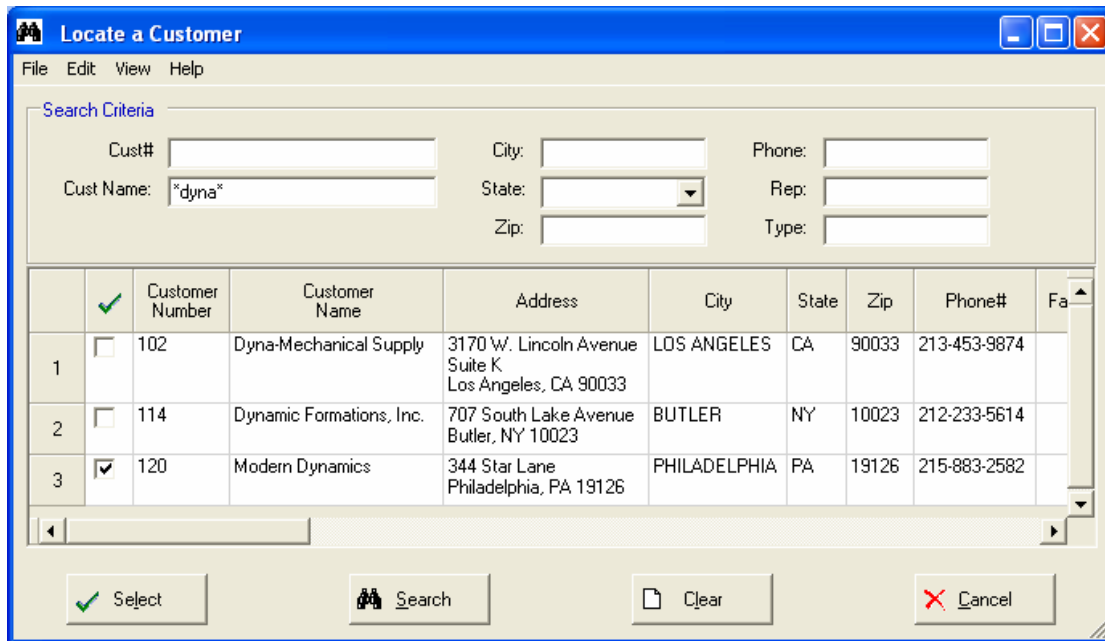 Locate a Customer
File Edit View Help
Search Criteria
Cust# City: Phone:
Cust Name: *dyna* State: Rep:
Zip: Type:
Customer Number Customer Name Address City State Zip Phone# Fa
1 102 Dyna-Mechanical Supply 3170 W. Lincoln Avenue LOS ANGELES CA 90033 213-453-9874
Suite K
Los Angeles, CA 90033
2 114 Dynamic Formations, Inc. 707 South Lake Avenue BUTLER NY 10023 212-233-5614
Butler, NY 10023
3 120 Modern Dynamics 344 Star Lane PHILADELPHIA PA 19126 215-883-2582
Philadelphia, PA 19126
Select Search Clear Cancel